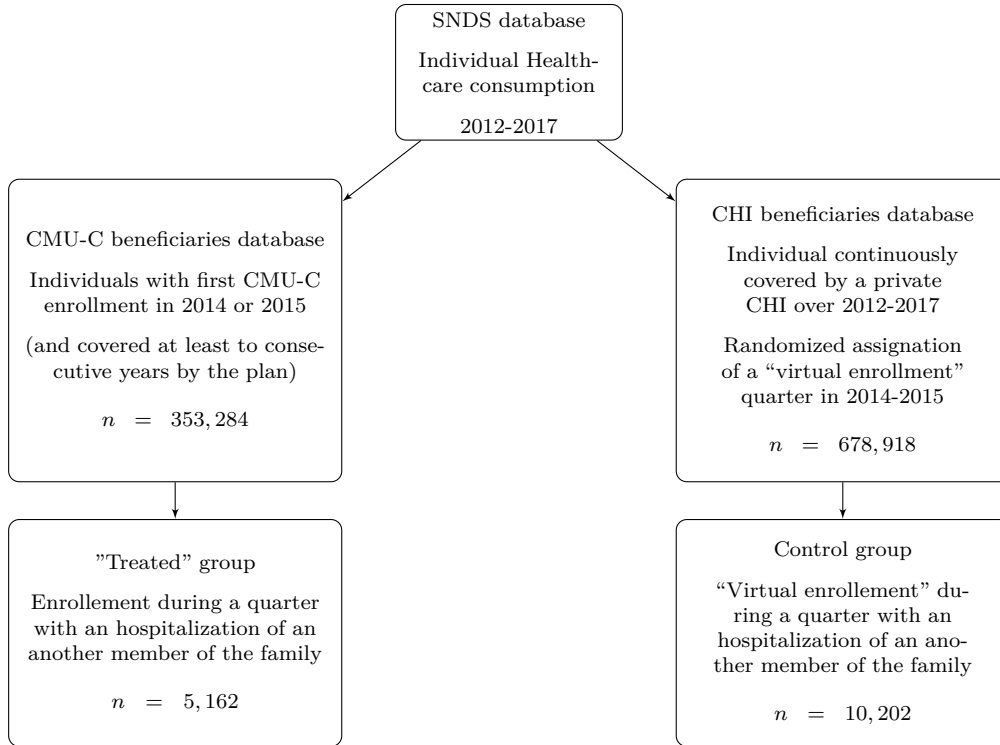 SNDS database
Individual Health-
care consumption
2012-2017
CMU-C beneficiaries database
Individuals with first CMU-C
enrollment in 2014 or 2015
(and covered at least to conse-
cutive years by the plan)
n = 353, 284
CHI beneficiaries database
Individual continuously
covered by a private
CHI over 2012-2017
Randomized assignation
of a “virtual enrollment”
quarter in 2014-2015
n = 678, 918
”Treated” group
Enrollement during a quarter
with an hospitalization of an
another member of the family
n = 5, 162
Control group
“Virtual enrollement” du-
ring a quarter with an
hospitalization of an ano-
ther member of the family
n = 10, 202